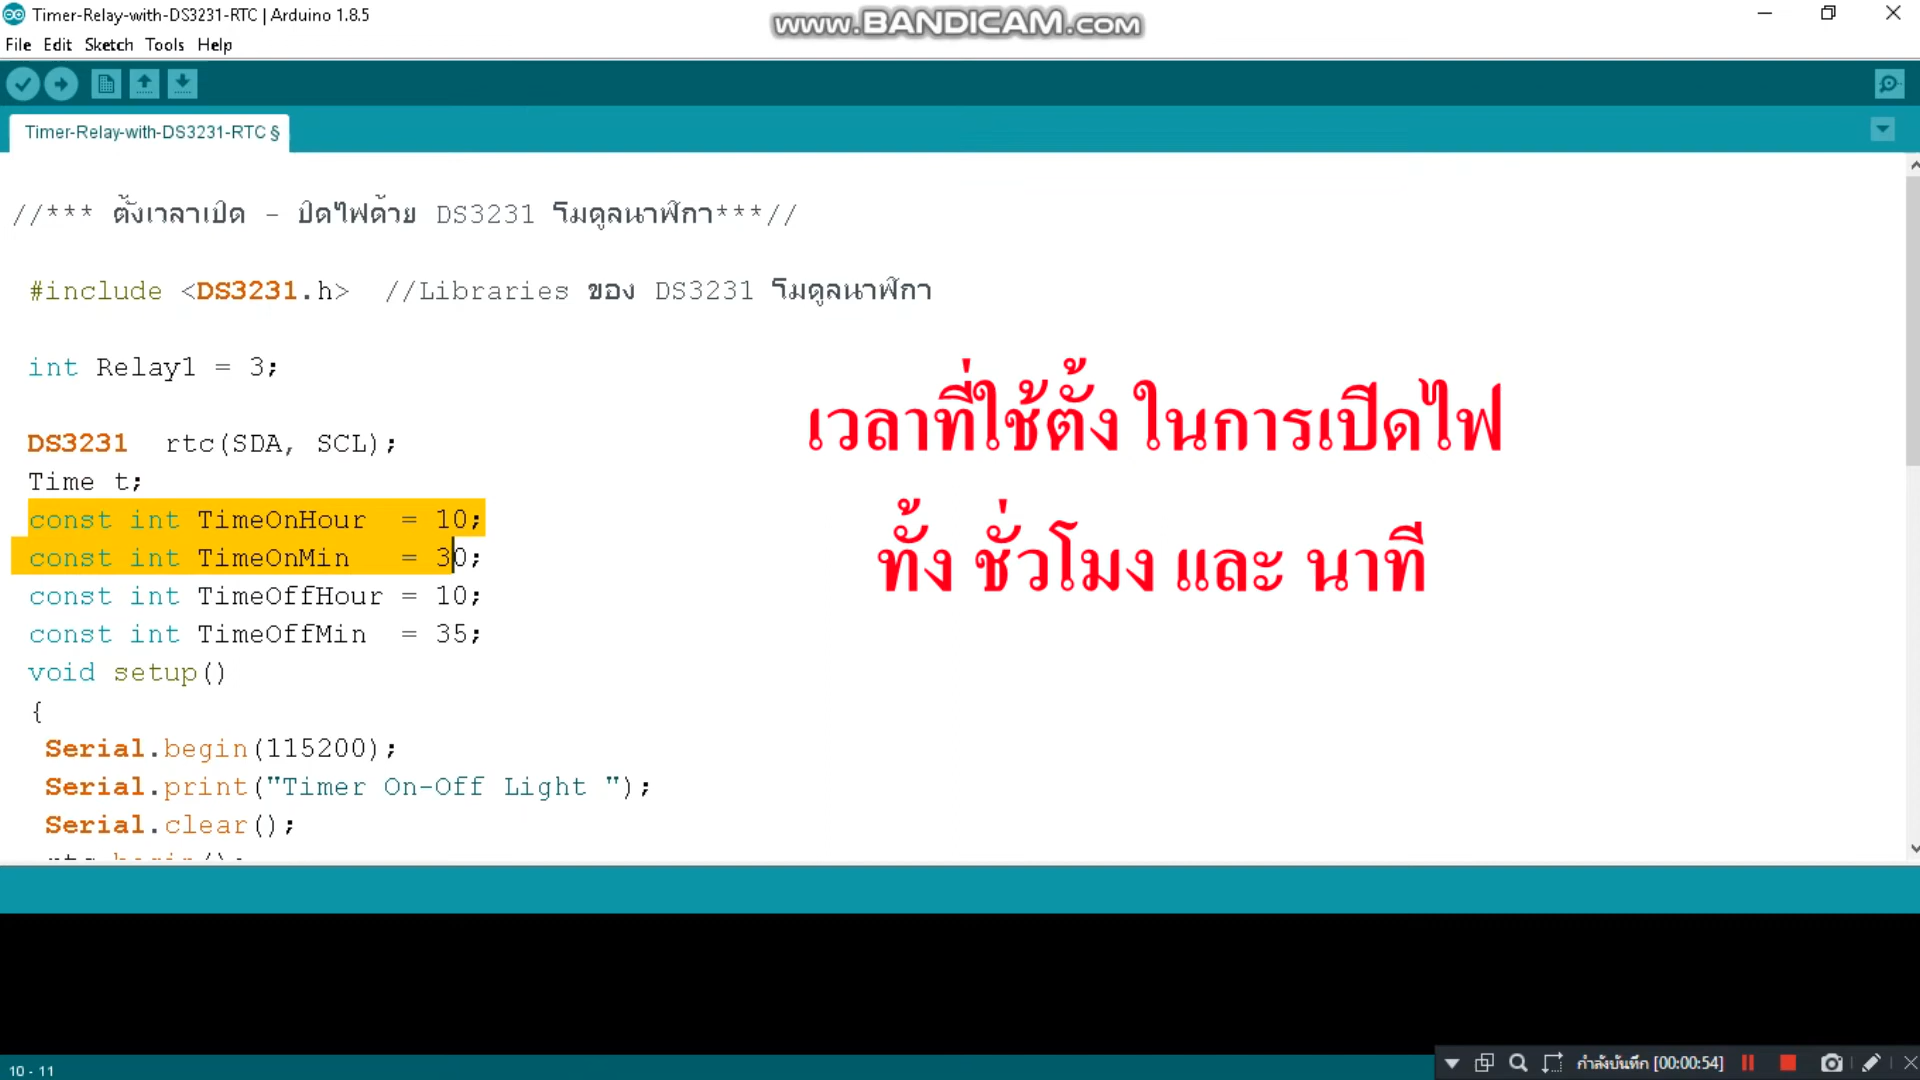 Timer-Relay-with-DS3231-RTC | Arduino 1.8.5
www.BANDICAM.com
File Edit Sketch Tools Help
Timer-Relay-with-DS3231-RTC §
//*** ตั้งเวลาเปิด - ปิดไฟด้วย DS3231 โมดูลนาฬิกา***//
#include <DS3231.h> //Libraries ของ DS3231 โมดูลนาฬิกา
int Relay1 = 3;
DS3231 rtc(SDA, SCL);
Time t;
const int TimeOnHour = 10;
const int TimeOnMin = 30;
const int TimeOffHour = 10;
const int TimeOffMin = 35;
void setup()
{
Serial.begin(115200);
Serial.print("Timer On-Off Light ");
Serial.clear();
เวลาที่ใช้ตั้ง ในการเปิดไฟ
ทั้ง ชั่วโมง และ นาที
10 - 11
กำลังบันทึก [00:00:54]